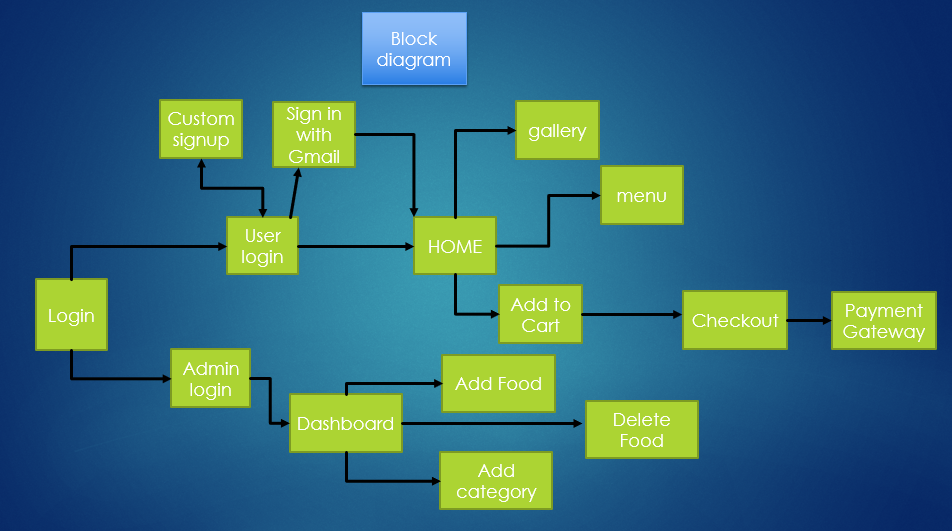 Block
diagram
Custom
signup
Sign in
with
Gmail
gallery
menu
User
login
HOME
Login
Add to
Cart
Checkout
Payment
Gateway
Admin
login
Add Food
Dashboard
Delete
Food
Add
category